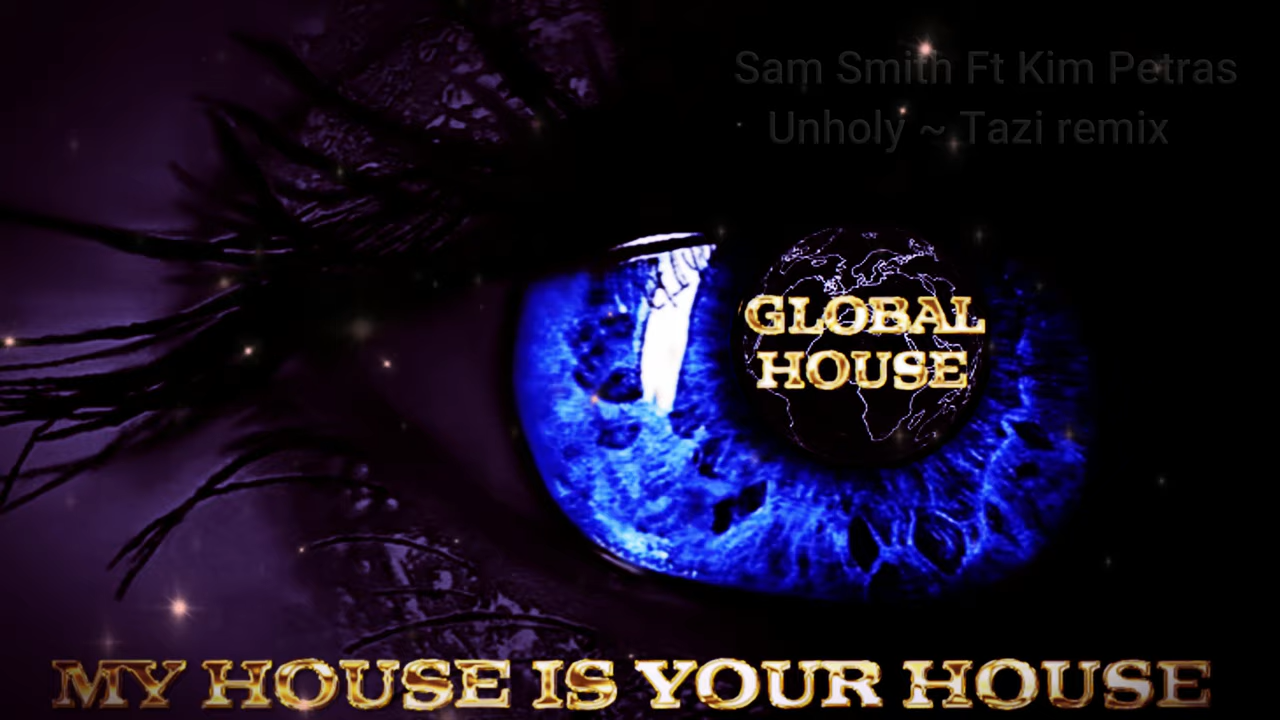 Sam Smith Ft Kim Petras
Unholy ~ Tazi remix
GLOBAL
HOUSE
MY HOUSE IS YOUR HOUSE